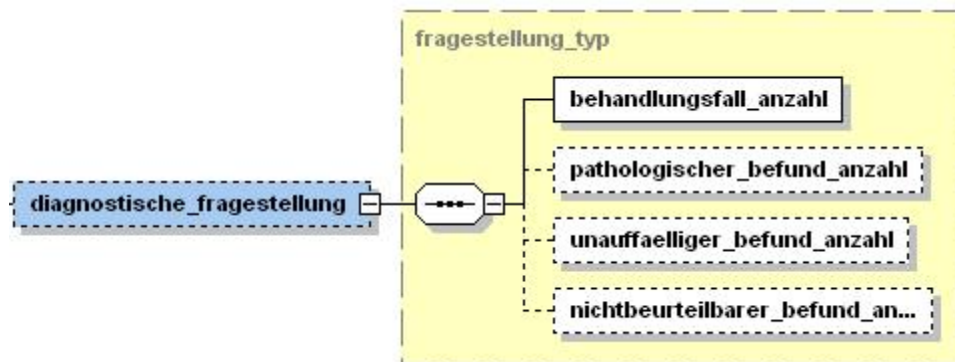 fragestellung_typ
behandlungsfall_anzahl
pathologischer_befund_anzahl
diagnostische_fragestellung
unauffaelliger_befund_anzahl
nichtbeurteilbarer_befund_an...